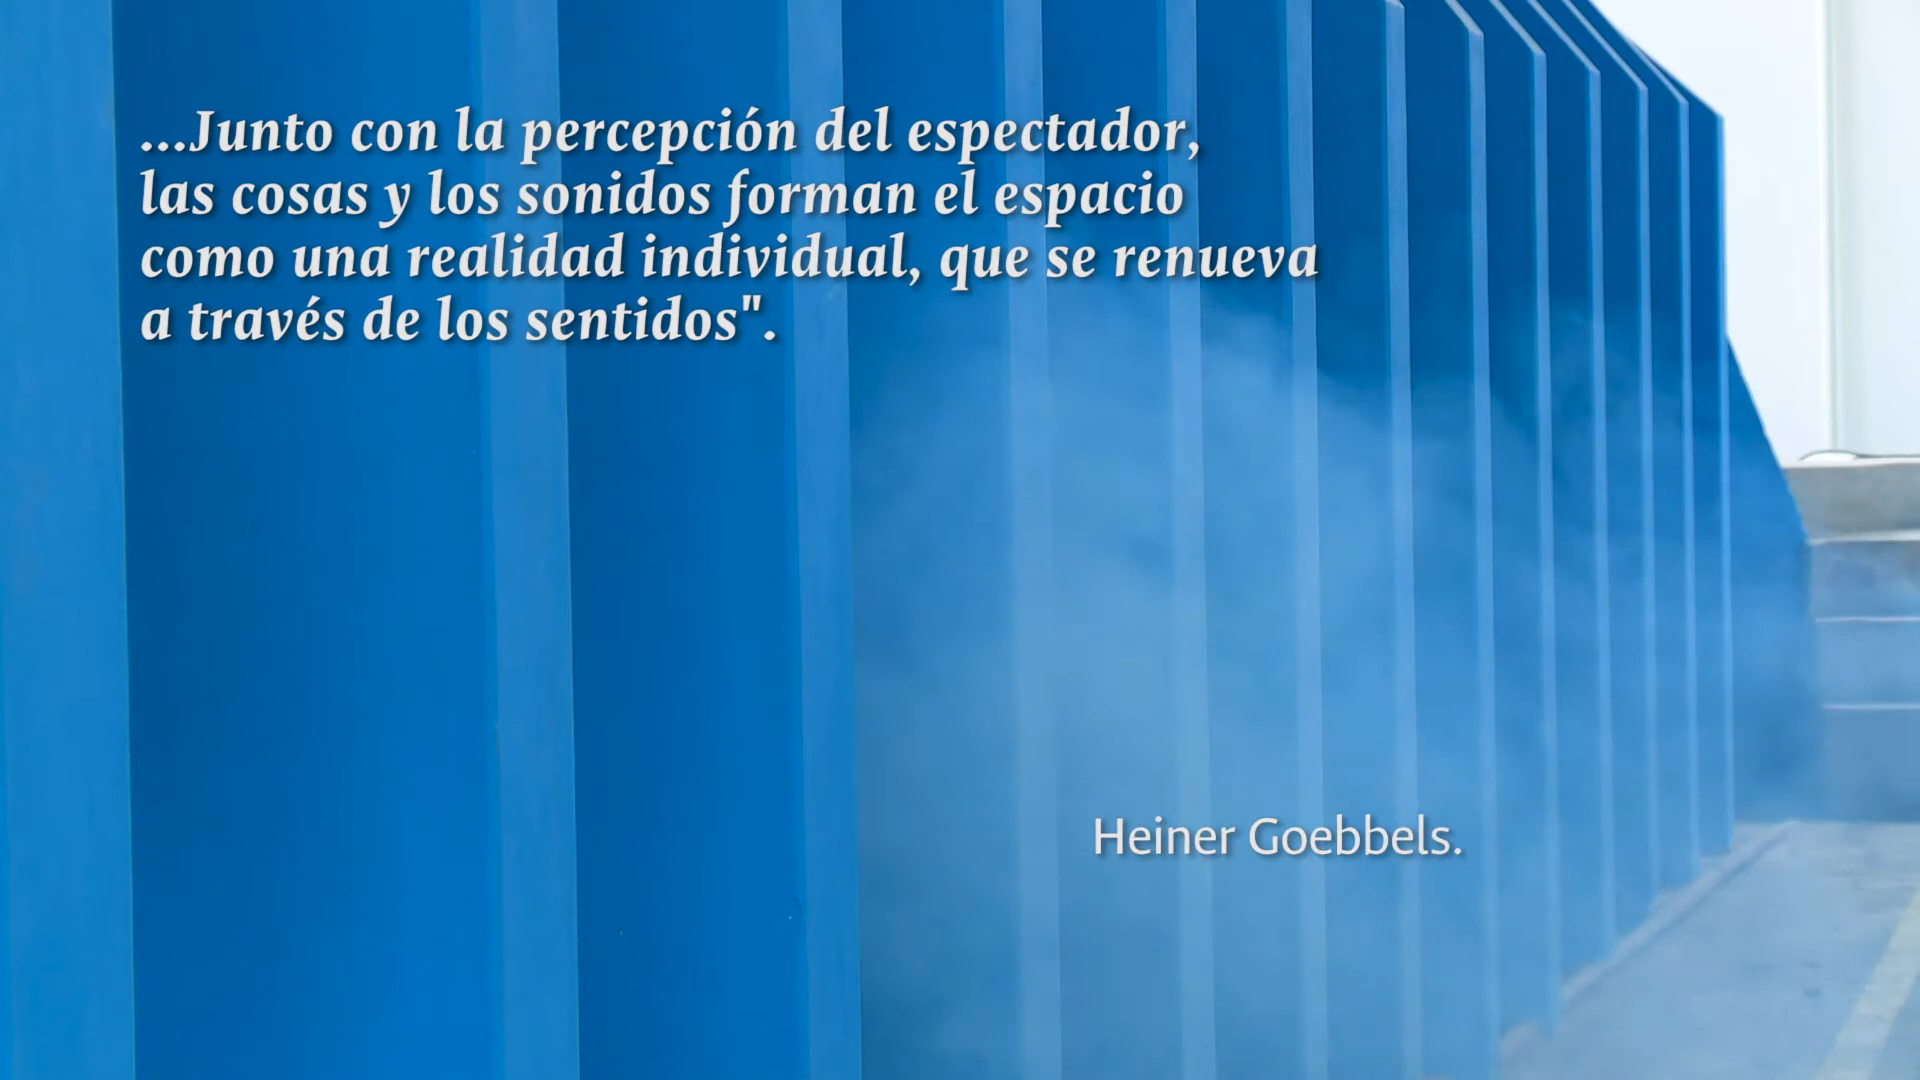 ...Junto con la percepción del espectador,
las cosas y los sonidos forman el espacio
como una realidad individual, que se renueva
a través de los sentidos".
Heiner Goebbels.